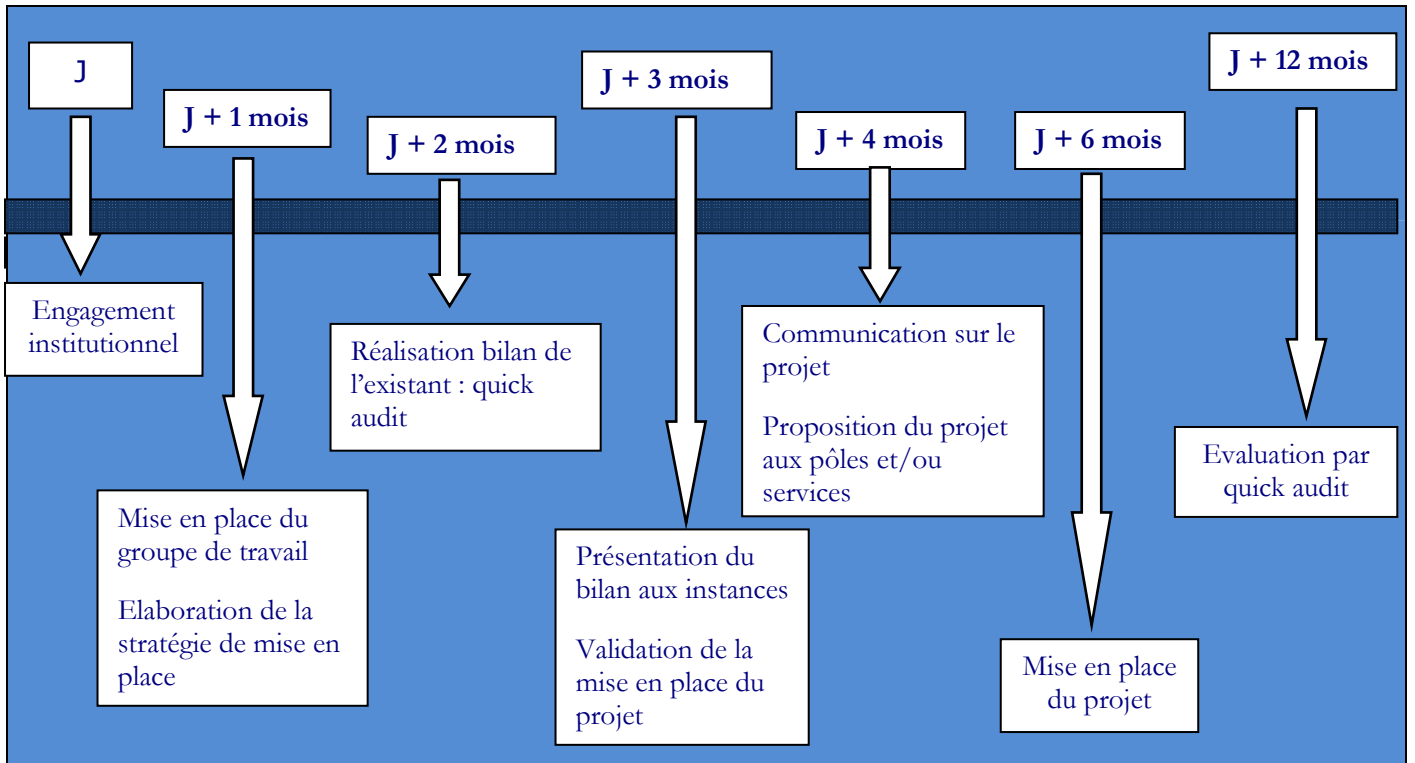 J
Engagement
institutionnel
J + 1 mois
Mise en place du
groupe de travail
Elaboration de la
stratégie de mise en
place
J + 2 mois
Réalisation bilan de
l’existant : quick
audit
J + 3 mois
Présentation du
bilan aux instances
Validation de la
mise en place du
projet
J + 4 mois
Communication sur le
projet
Proposition du projet
aux pôles et/ou
services
J + 6 mois
Mise en place
du projet
J + 12 mois
Evaluation par
quick audit